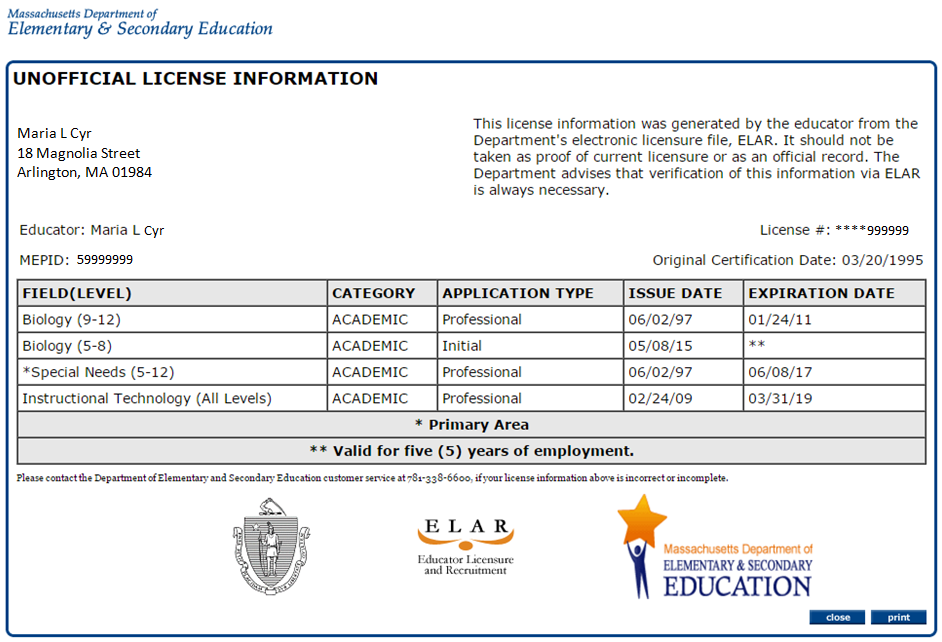 Massachusetts Department of
Elementary & Secondary Education
UNOFFICIAL LICENSE INFORMATION
Maria L Cyr
18 Magnolia Street
Arlington, MA 01984
This license information was generated by the educator from the
Department's electronic licensure file, ELAR. It should not be
taken as proof of current licensure or as an official record. The
Department advises that verification of this information via ELAR
is always necessary.
Educator: Maria L Cyr
License #: ****999999
MEPID: 59999999
Original Certification Date: 03/20/1995
FIELD(LEVEL) CATEGORY APPLICATION TYPE ISSUE DATE EXPIRATION DATE
Biology (9-12) ACADEMIC Professional 06/02/97 01/24/11
Biology (5-8) ACADEMIC Initial 05/08/15 **
*Special Needs (5-12) ACADEMIC Professional 06/02/97 06/08/17
Instructional Technology (All Levels) ACADEMIC Professional 02/24/09 03/31/19
* Primary Area
** Valid for five (5) years of employment.
Please contact the Department of Elementary and Secondary Education customer service at 781-338-6600, if your license information above is incorrect or incomplete.
ELAR
Educator Licensure
and Recruitment
Massachusetts Department of
ELEMENTARY & SECONDARY
EDUCATION
close
print